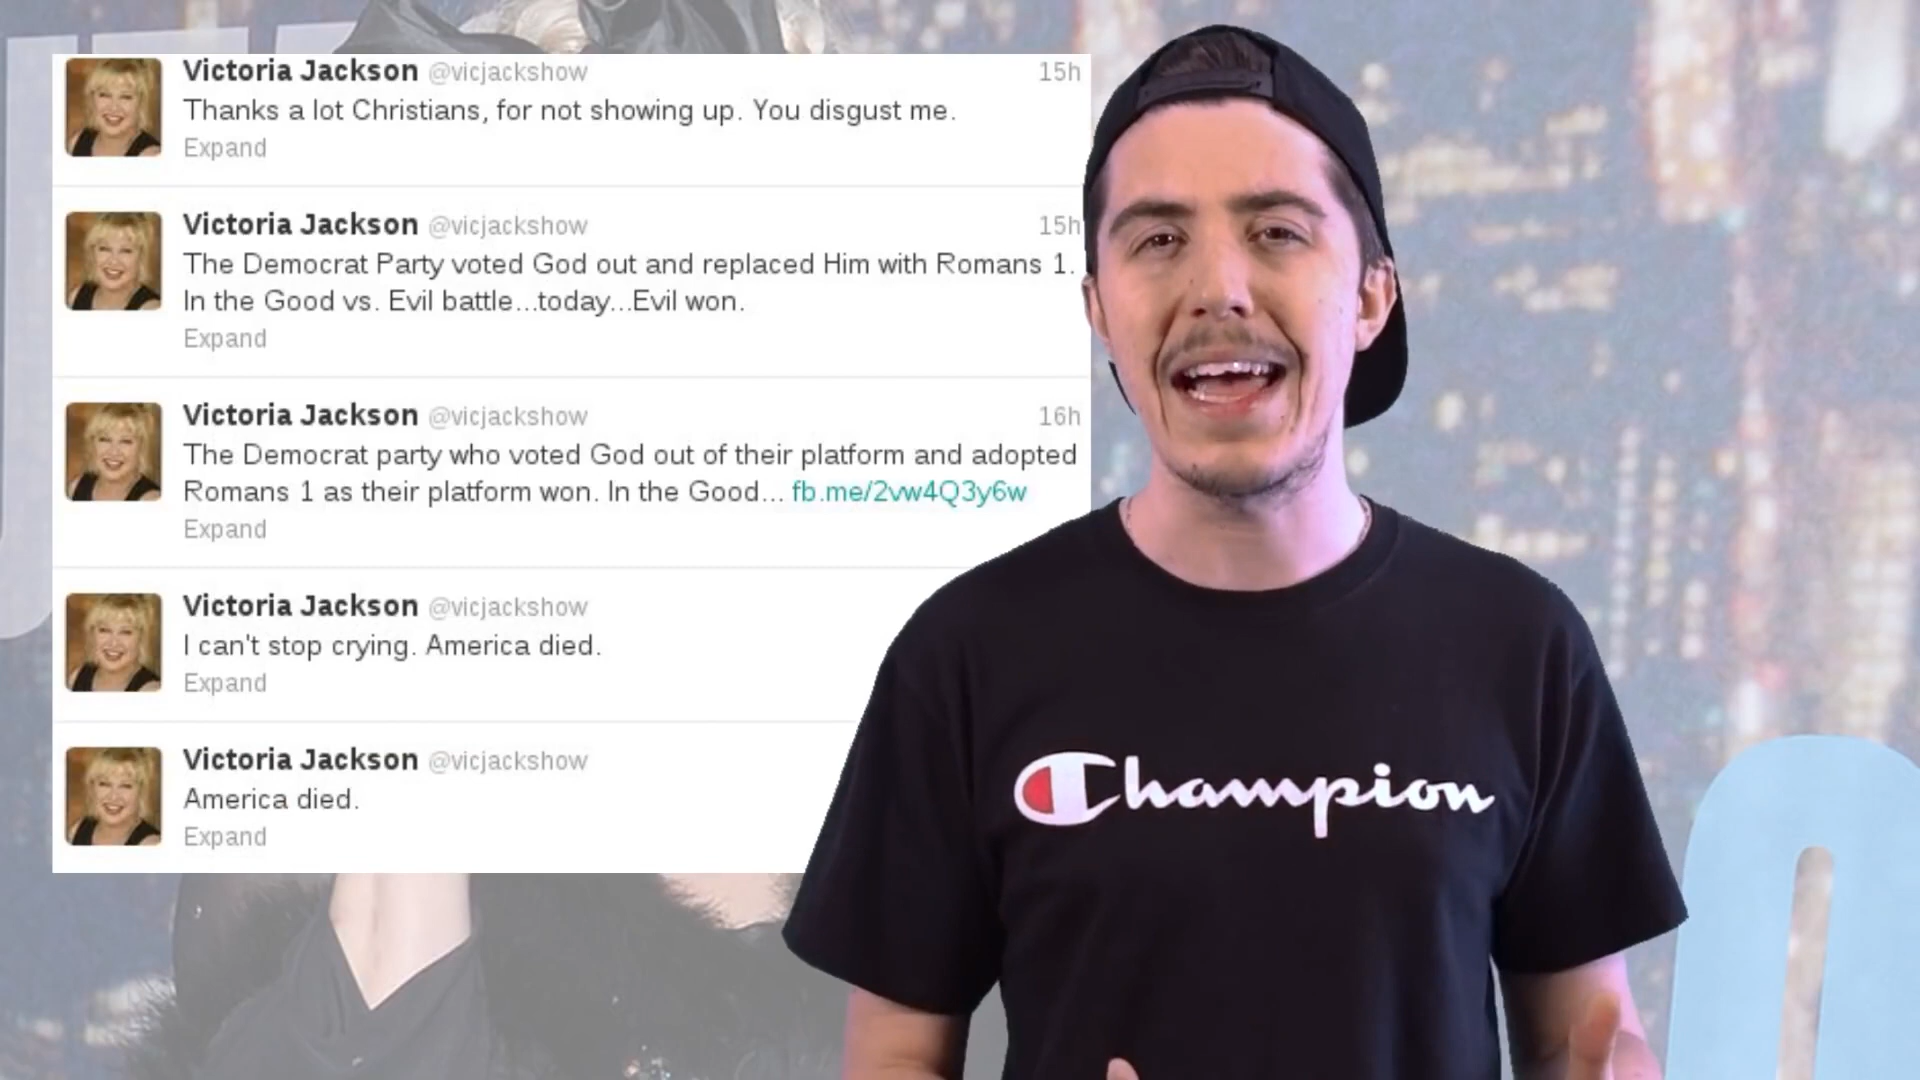 Victoria Jackson @vicjackshow 15h
Thanks a lot Christians, for not showing up. You disgust me.
Expand
Victoria Jackson @vicjackshow 15h
The Democrat Party voted God out and replaced Him with Romans 1.
In the Good vs. Evil battle...today...Evil won.
Expand
Victoria Jackson @vicjackshow 16h
The Democrat party who voted God out of their platform and adopted
Romans 1 as their platform won. In the Good... fb.me/2vw4Q3y6w
Expand
Victoria Jackson @vicjackshow
I can't stop crying. America died.
Expand
Victoria Jackson @vicjackshow
America died.
Expand
Champion